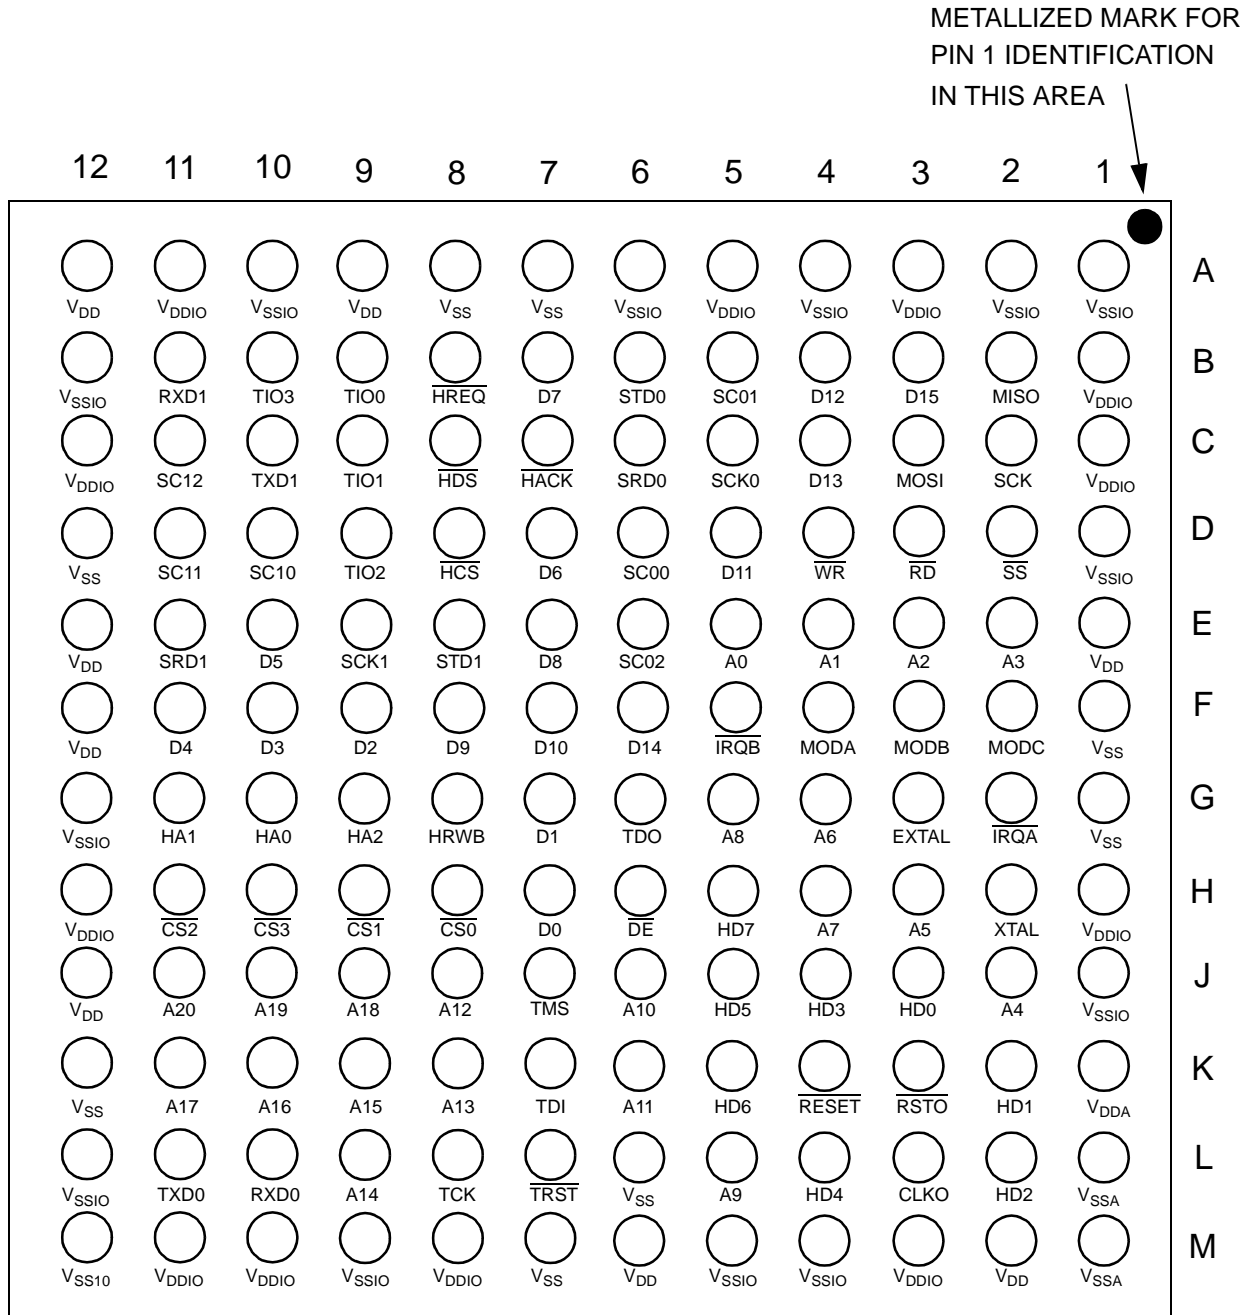 METALLIZED MARK FOR
PIN 1 IDENTIFICATION
IN THIS AREA
12 11 10 9 8 7 6 5 4 3 2 1
A
VDD VDDIO VSSIO VDD VSS VSS VSSIO VDDIO VSSIO VDDIO VSSIO VSSIO
B
VSSIO RXD1 TIO3 TIO0 HREQ D7 STD0 SC01 D12 D15 MISO VDDIO
C
VDDIO SC12 TXD1 TIO1 HDS HACK SRD0 SCK0 D13 MOSI SCK VDDIO
D
VSS SC11 SC10 TIO2 HCS D6 SC00 D11 WR RD SS VSSIO
E
VDD SRD1 D5 SCK1 STD1 D8 SC02 A0 A1 A2 A3 VDD
F
VDD D4 D3 D2 D9 D10 D14 IRQB MODA MODB MODC VSS
G
VSSIO HA1 HA0 HA2 HRWB D1 TDO A8 A6 EXTAL IRQA VSS
H
VDDIO CS2 CS3 CS1 CS0 D0 DE HD7 A7 A5 XTAL VDDIO
J
VDD A20 A19 A18 A12 TMS A10 HD5 HD3 HD0 A4 VSSIO
K
VSS A17 A16 A15 A13 TDI A11 HD6 RESET RSTO HD1 VDDA
L
VSSIO TXD0 RXD0 A14 TCK TRST VSS A9 HD4 CLKO HD2 VSSA
M
VSS10 VDDIO VDDIO VSSIO VDDIO VSS VDD VSSIO VSSIO VDDIO VDD VSSA